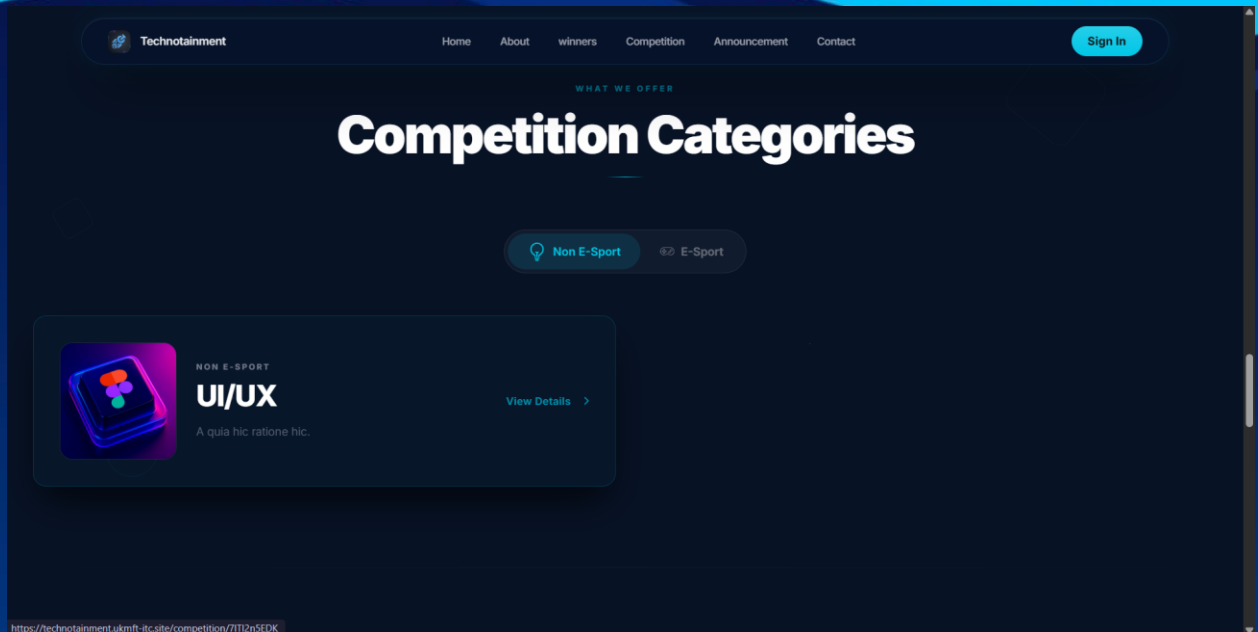 Technotainment
Home About winners Competition Announcement Contact
Sign In
WHAT WE OFFER
Competition Categories
Non E-Sport E-Sport
NON E-SPORT
UI/UX
A quia hic ratione hic.
View Details
https://technotainment.ukmft-itc.site/competition/7ITI2n5EDK